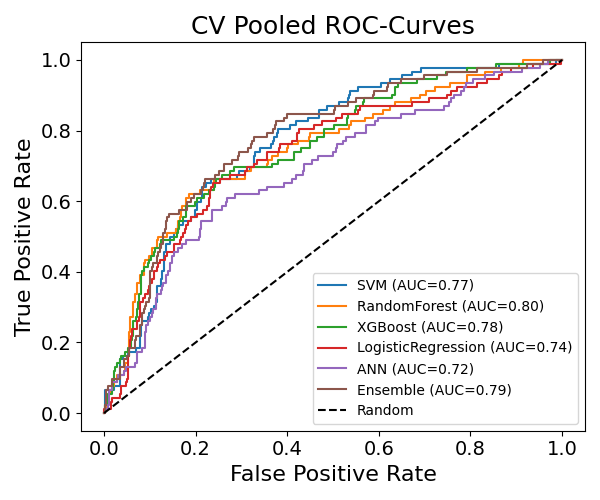 CV Pooled ROC-Curves
True Positive Rate
1.0
0.8
0.6
0.4
0.2
0.0
SVM (AUC=0.77)
RandomForest (AUC=0.80)
XGBoost (AUC=0.78)
LogisticRegression (AUC=0.74)
ANN (AUC=0.72)
Ensemble (AUC=0.79)
Random
0.0 0.2 0.4 0.6 0.8 1.0
False Positive Rate